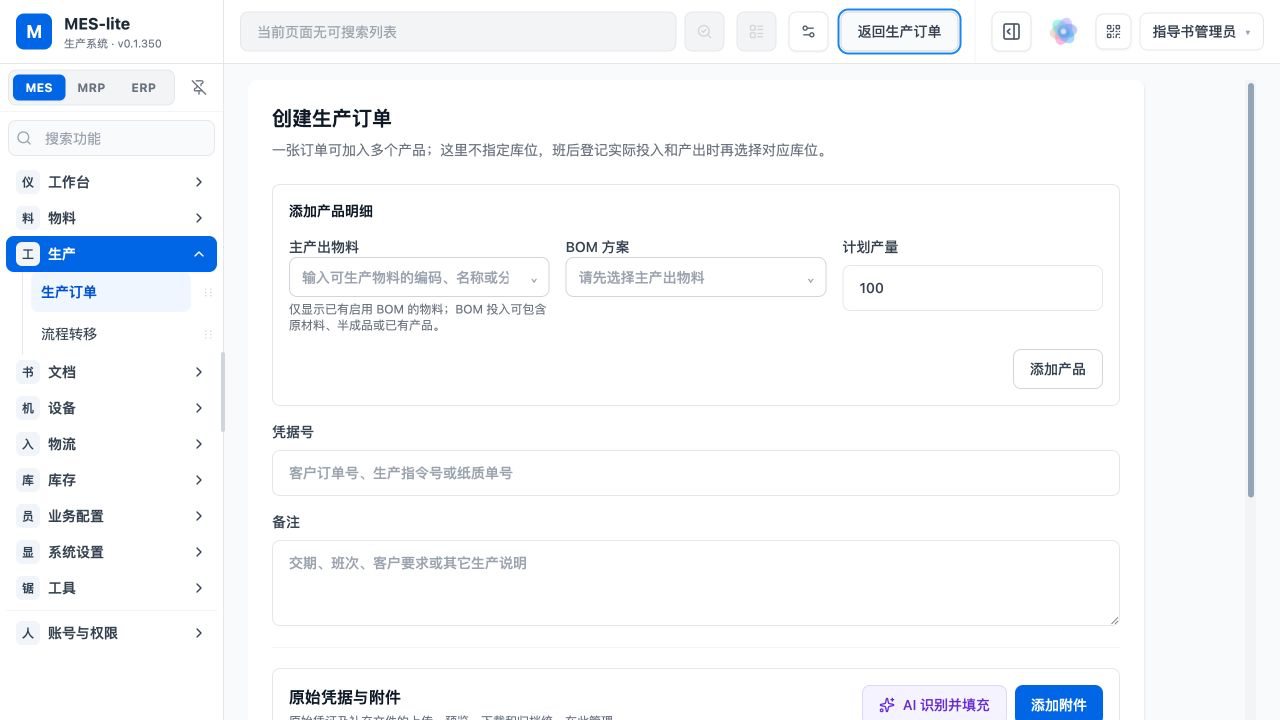 M
MES-lite
生产系统 · v0.1.350
当前页面无可搜索列表
返回生产订单
指导书管理员
MES
MRP
ERP
搜索功能
仪 工作台
料 物料
工 生产
生产订单
流程转移
书 文档
机 设备
入 物流
库 库存
员 业务配置
显 系统设置
锯 工具
人 账号与权限
创建生产订单
一张订单可加入多个产品；这里不指定库位，班后登记实际投入和产出时再选择对应库位。
添加产品明细
主产出物料
BOM 方案
计划产量
输入可生产物料的编码、名称或分
请先选择主产出物料
100
仅显示已有启用 BOM 的物料；BOM 投入可包含
原材料、半成品或已有产品。
添加产品
凭据号
客户订单号、生产指令号或纸质单号
备注
交期、班次、客户要求或其它生产说明
原始凭据与附件
AI 识别并填充
添加附件